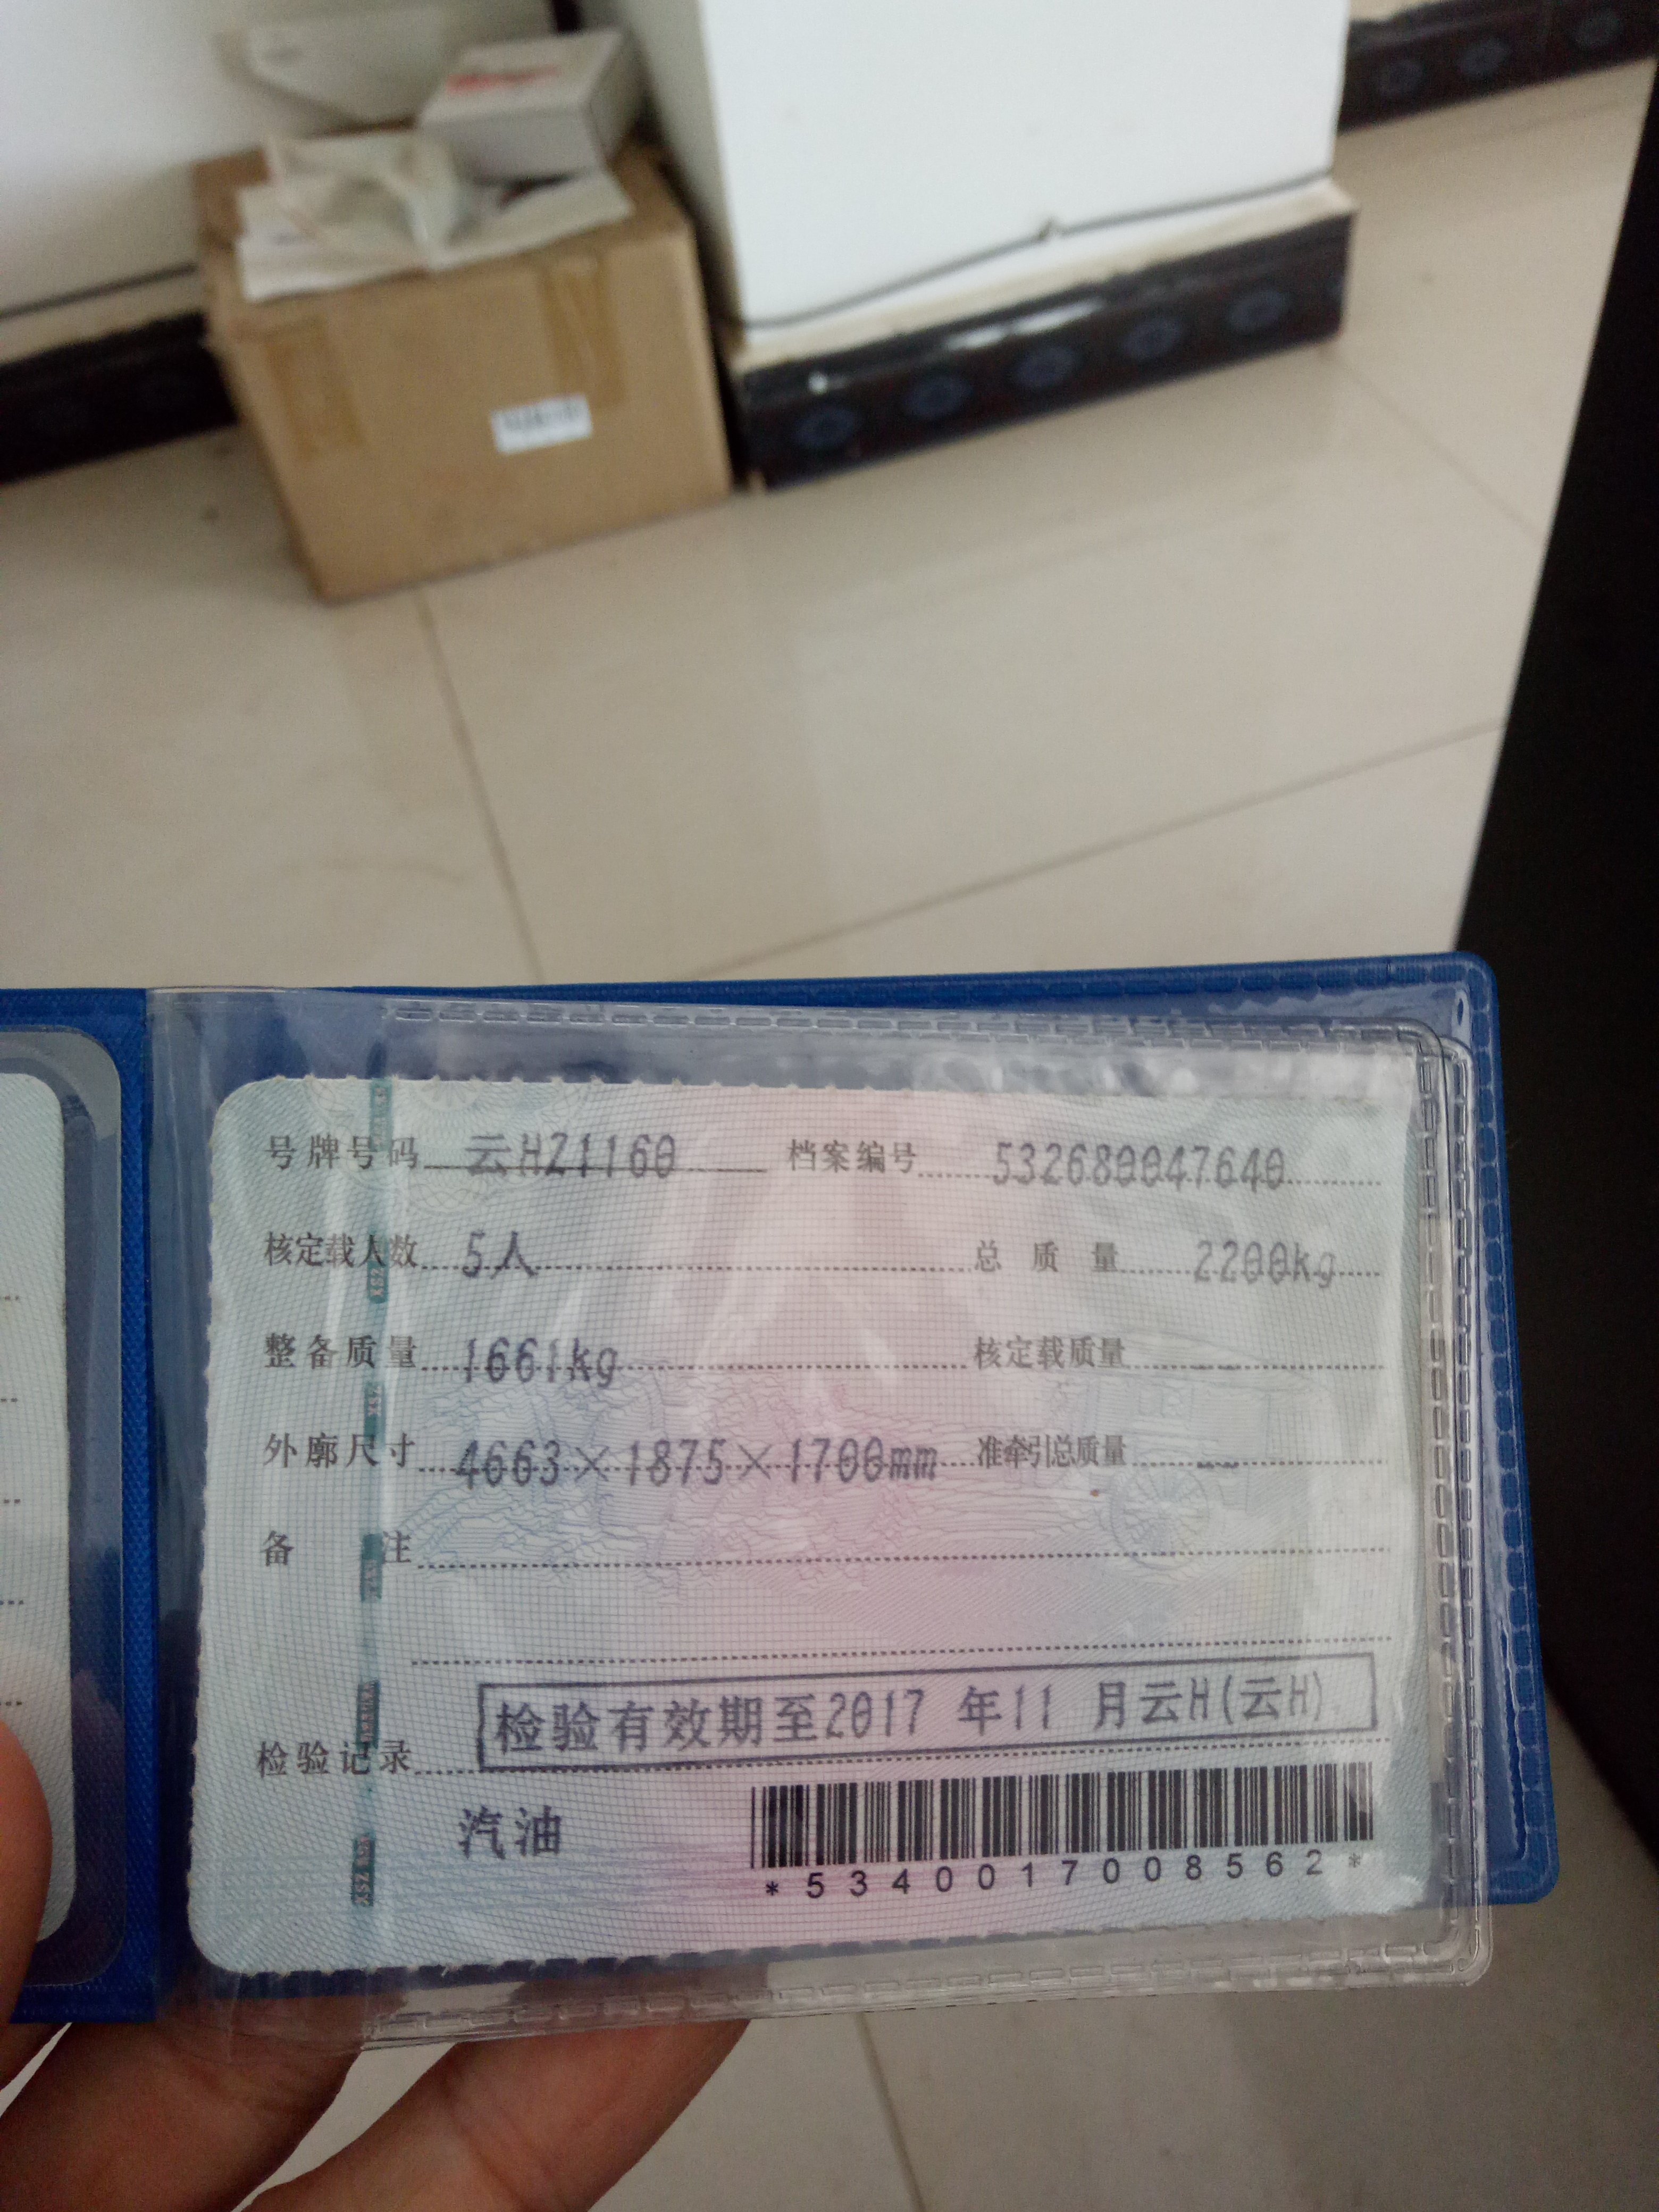 号牌号码 云HZ1160 档案编号 532680047640
核定载人数 5人 总质量 2200kg
整备质量 1661kg 核定载质量 --
外廓尺寸 4663×1875×1700mm 准牵引总质量 --
备注
检验记录 检验有效期至2017 年11 月云H(云H)
汽油
*5340017008562*